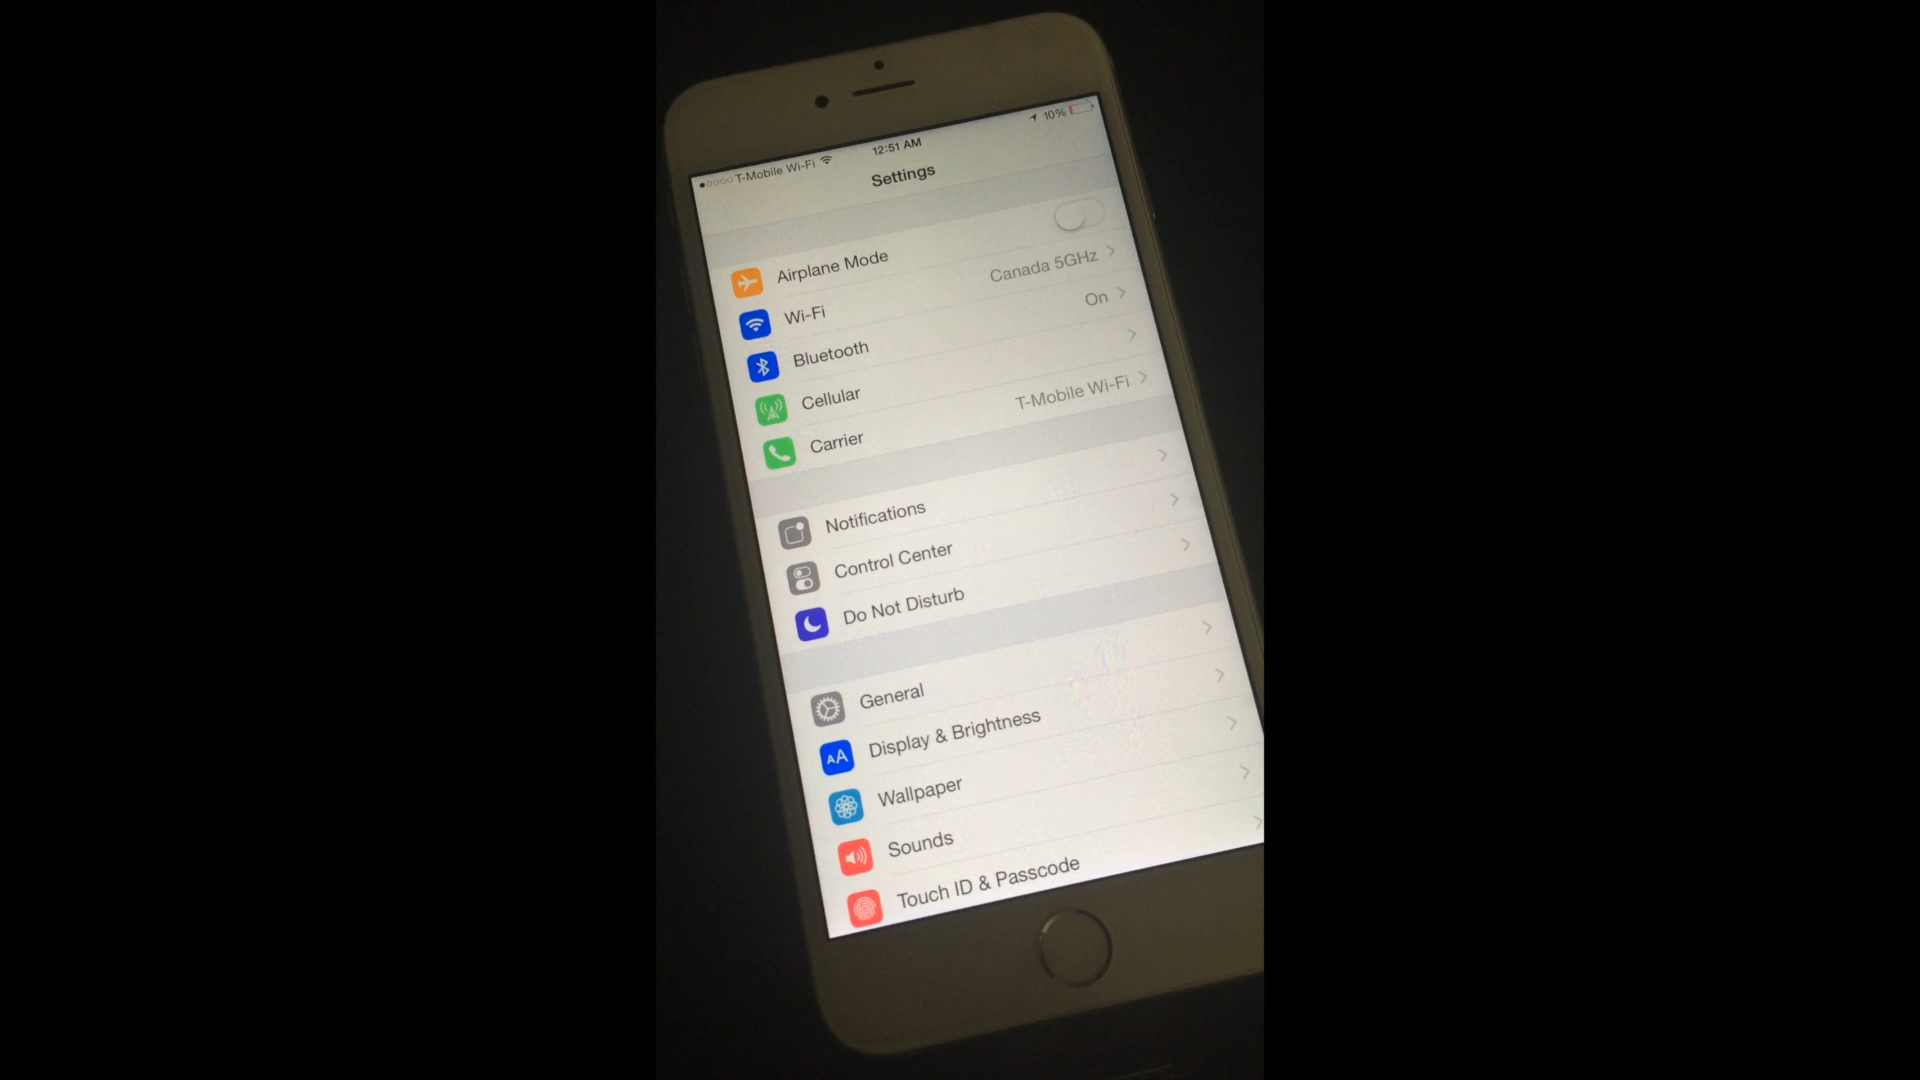 T-Mobile Wi-Fi 12:51 AM 10%
Settings
Airplane Mode
Wi-Fi Canada 5GHz
Bluetooth On
Cellular
Carrier T-Mobile Wi-Fi
Notifications
Control Center
Do Not Disturb
General
AA Display & Brightness
Wallpaper
Sounds
Touch ID & Passcode